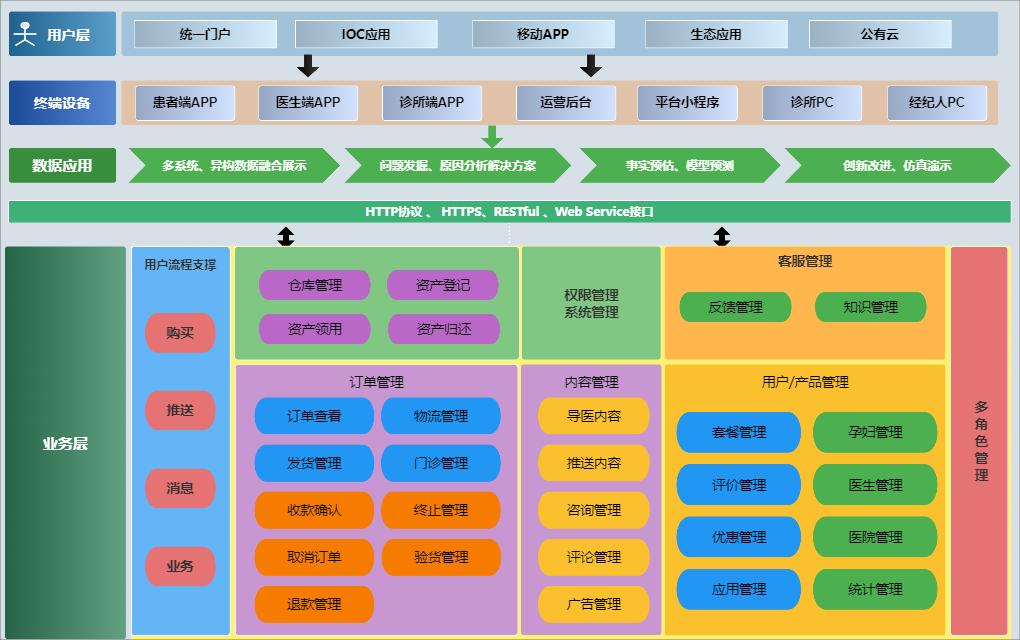 用户层
统一门户
IOC应用
移动APP
生态应用
公有云
终端设备
患者端APP
医生端APP
诊所端APP
运营后台
平台小程序
诊所PC
经纪人PC
数据应用
多系统、异构数据融合展示
问题发掘、原因分析解决方案
事实预估、模型预测
创新改进、仿真演示
HTTP协议 、 HTTPS、RESTful 、Web Service接口
业务层
用户流程支撑
购买
推送
消息
业务
仓库管理
资产登记
资产领用
资产归还
权限管理
系统管理
客服管理
反馈管理
知识管理
订单管理
订单查看
物流管理
发货管理
门诊管理
收款确认
终止管理
取消订单
验货管理
退款管理
内容管理
导医内容
推送内容
咨询管理
评论管理
广告管理
用户/产品管理
套餐管理
孕妇管理
评价管理
医生管理
优惠管理
医院管理
应用管理
统计管理
多角色管理